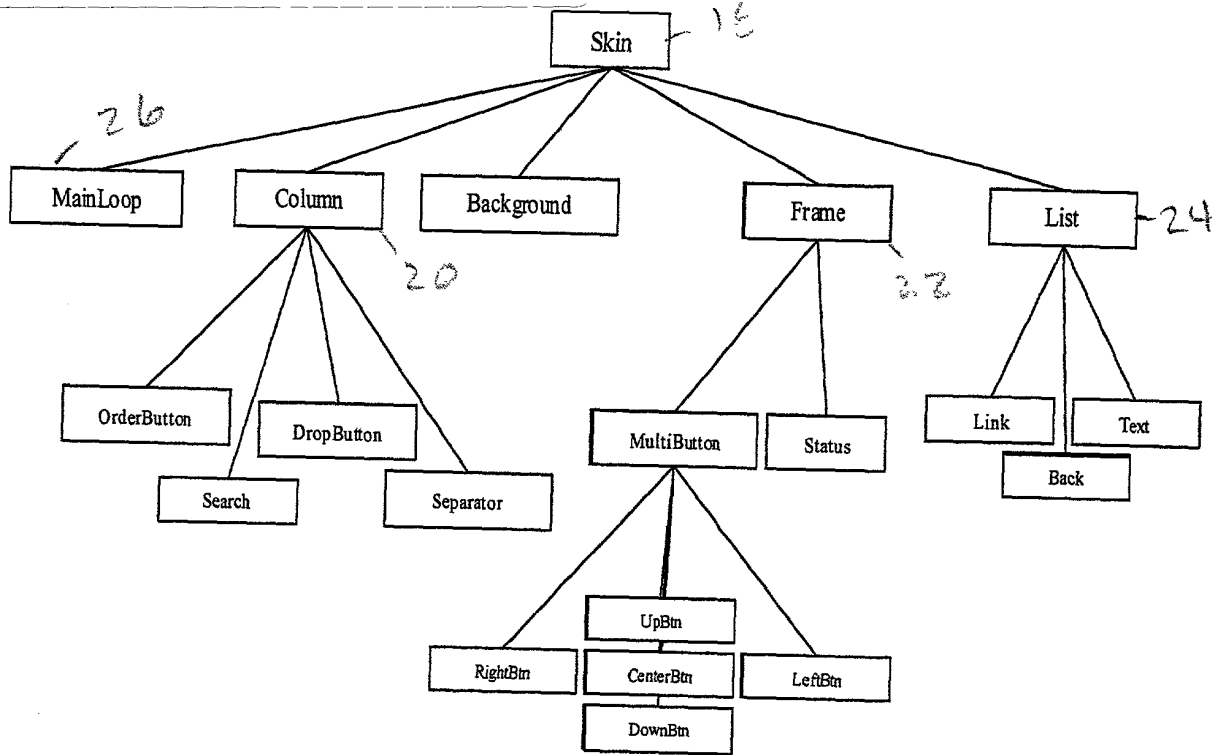 Skin
26
MainLoop
Column
Background
Frame
List
24
20
22
OrderButton
DropButton
MultiButton
Status
Link
Text
Search
Separator
Back
UpBtn
RightBtn
CenterBtn
LeftBtn
DownBtn